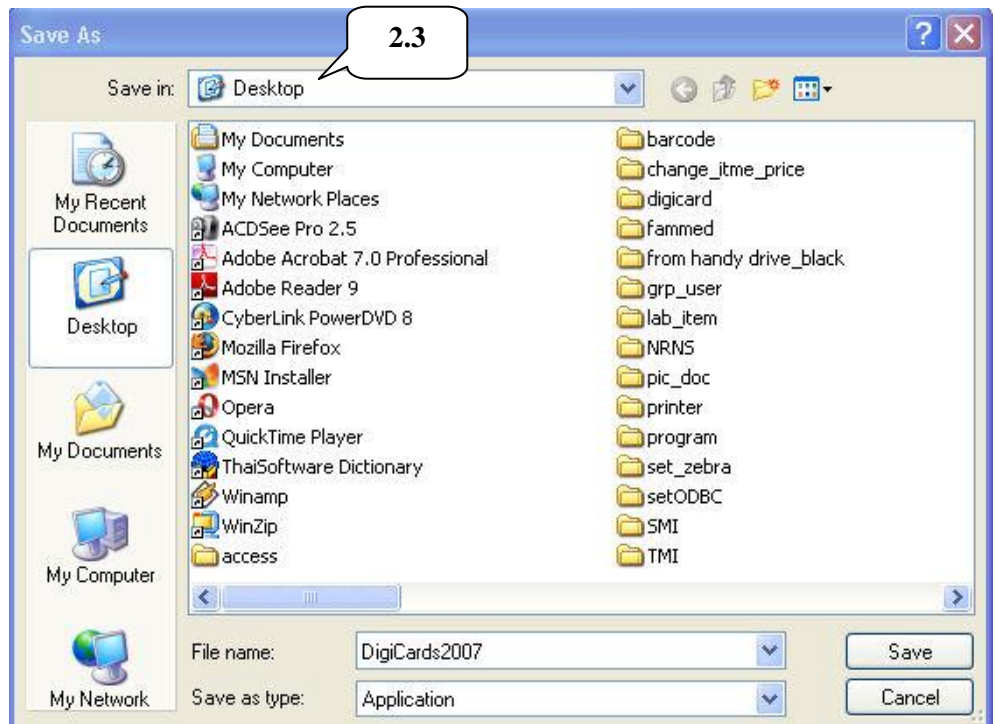 Save As
2.3
Save in:
Desktop
My Recent
Documents
Desktop
My Documents
My Computer
My Network
My Documents
My Computer
My Network Places
ACDSee Pro 2.5
Adobe Acrobat 7.0 Professional
Adobe Reader 9
CyberLink PowerDVD 8
Mozilla Firefox
MSN Installer
Opera
QuickTime Player
ThaiSoftware Dictionary
Winamp
WinZip
access
barcode
change_itme_price
digicard
fammed
from handy drive_black
grp_user
lab_item
NRNS
pic_doc
printer
program
set_zebra
setODBC
SMI
TMI
File name:
DigiCards2007
Save
Save as type:
Application
Cancel